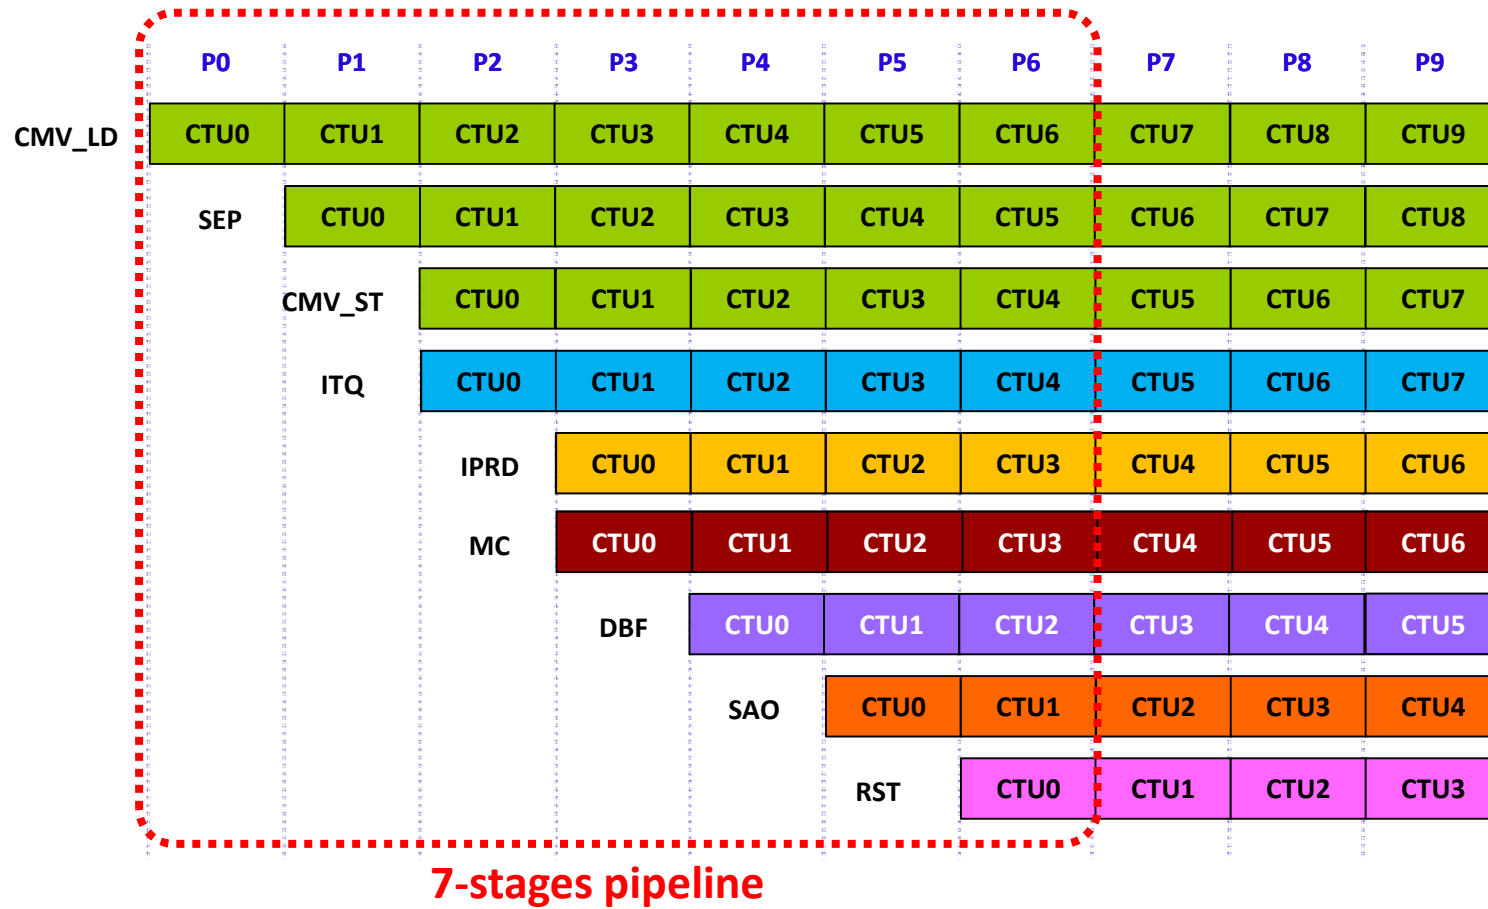 P0 P1 P2 P3 P4 P5 P6 P7 P8 P9
CMV_LD CTU0 CTU1 CTU2 CTU3 CTU4 CTU5 CTU6 CTU7 CTU8 CTU9
SEP CTU0 CTU1 CTU2 CTU3 CTU4 CTU5 CTU6 CTU7 CTU8
CMV_ST CTU0 CTU1 CTU2 CTU3 CTU4 CTU5 CTU6 CTU7
ITQ CTU0 CTU1 CTU2 CTU3 CTU4 CTU5 CTU6 CTU7
IPRD CTU0 CTU1 CTU2 CTU3 CTU4 CTU5 CTU6
MC CTU0 CTU1 CTU2 CTU3 CTU4 CTU5 CTU6
DBF CTU0 CTU1 CTU2 CTU3 CTU4 CTU5
SAO CTU0 CTU1 CTU2 CTU3 CTU4
RST CTU0 CTU1 CTU2 CTU3
7-stages pipeline